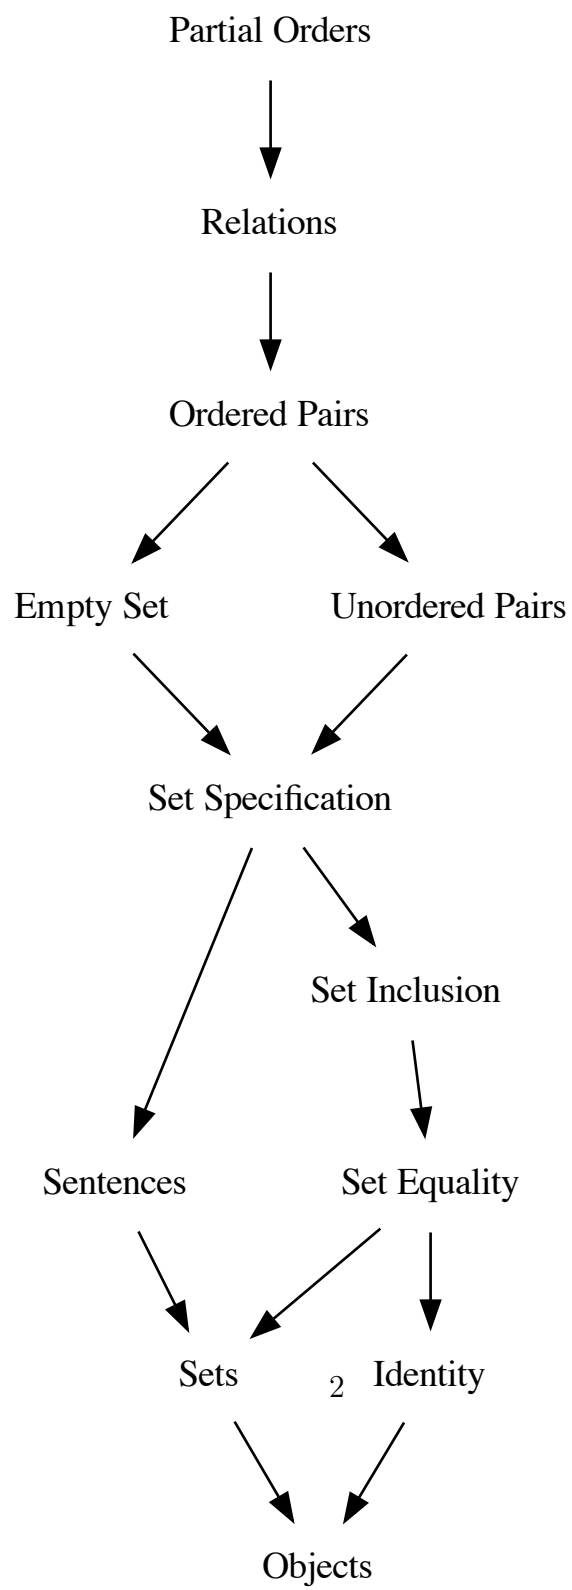 Partial Orders
Relations
Ordered Pairs
Empty Set
Unordered Pairs
Set Specification
Set Inclusion
Sentences
Set Equality
Sets
2
Identity
Objects